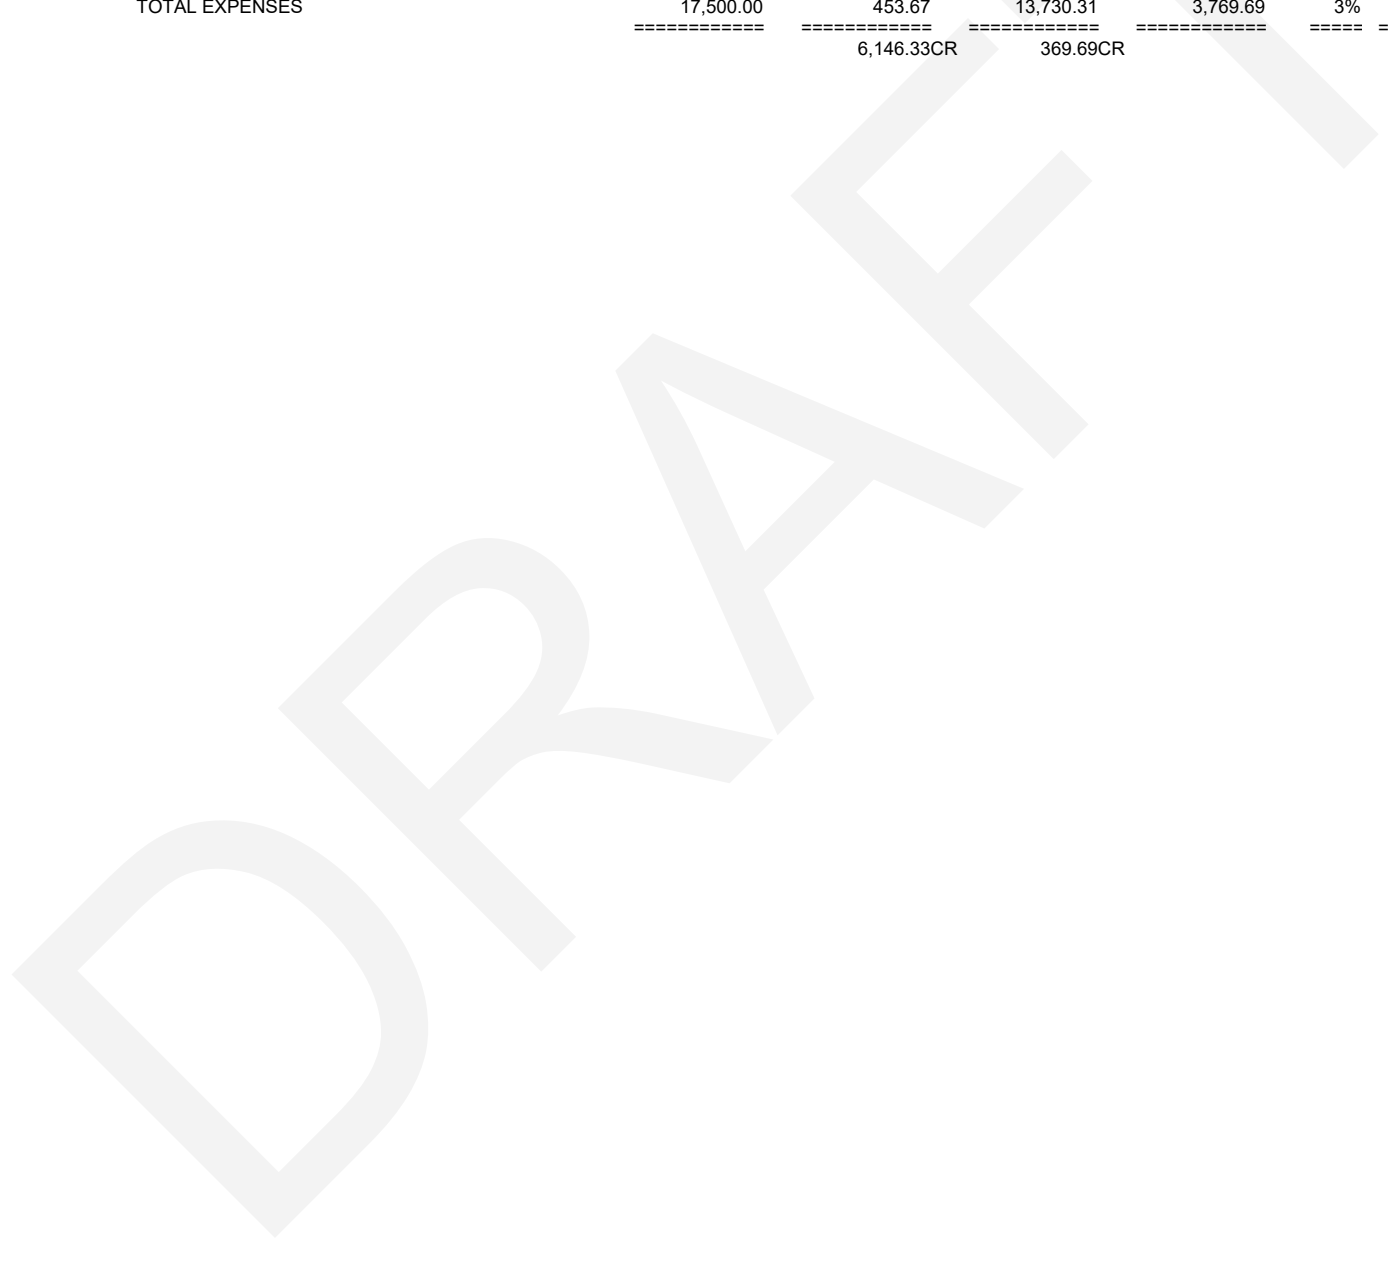 TOTAL EXPENSES 17,500.00 453.67 13,730.31 3,769.69 3%
============ ============ ============ ============ ===== =
6,146.33CR 369.69CR
DRAFT